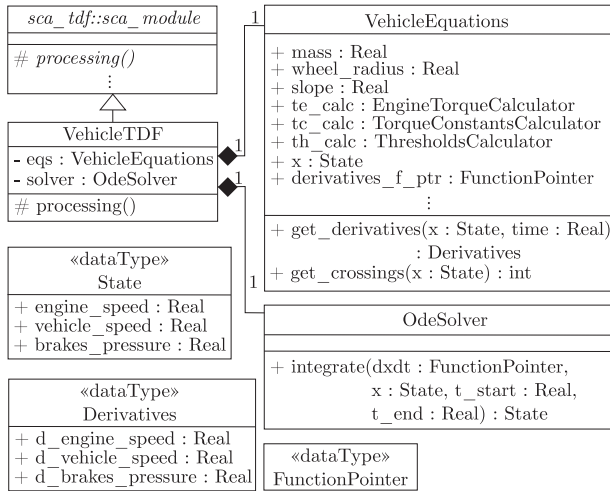 sca_tdf::sca_module
# processing()
⋮
VehicleTDF
- eqs : VehicleEquations
- solver : OdeSolver
# processing()
1
1
1
1
VehicleEquations
+ mass : Real
+ wheel_radius : Real
+ slope : Real
+ te_calc : EngineTorqueCalculator
+ tc_calc : TorqueConstantsCalculator
+ th_calc : ThresholdsCalculator
+ x : State
+ derivatives_f_ptr : FunctionPointer
⋮
+ get_derivatives(x : State, time : Real)
: Derivatives
+ get_crossings(x : State) : int
«dataType»
State
+ engine_speed : Real
+ vehicle_speed : Real
+ brakes_pressure : Real
OdeSolver
+ integrate(dxdt : FunctionPointer,
x : State, t_start : Real,
t_end : Real) : State
«dataType»
Derivatives
+ d_engine_speed : Real
+ d_vehicle_speed : Real
+ d_brakes_pressure : Real
«dataType»
FunctionPointer